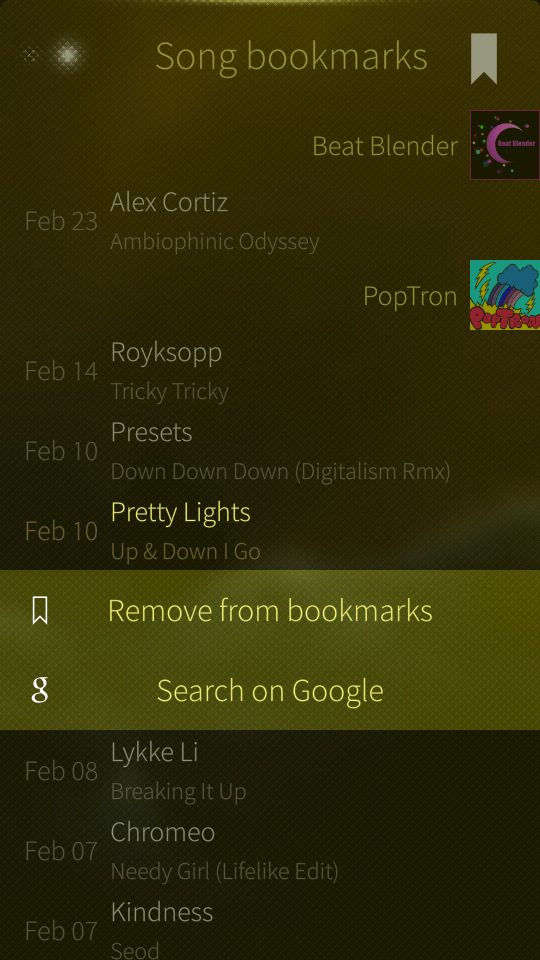 Song bookmarks
Beat Blender
Beat Blender
Feb 23
Alex Cortiz
Ambiophinic Odyssey
PopTron
PopTron
Feb 14
Royksopp
Tricky Tricky
Feb 10
Presets
Down Down Down (Digitalism Rmx)
Feb 10
Pretty Lights
Up & Down I Go
Remove from bookmarks
g
Search on Google
Feb 08
Lykke Li
Breaking It Up
Feb 07
Chromeo
Needy Girl (Lifelike Edit)
Feb 07
Kindness
Seod